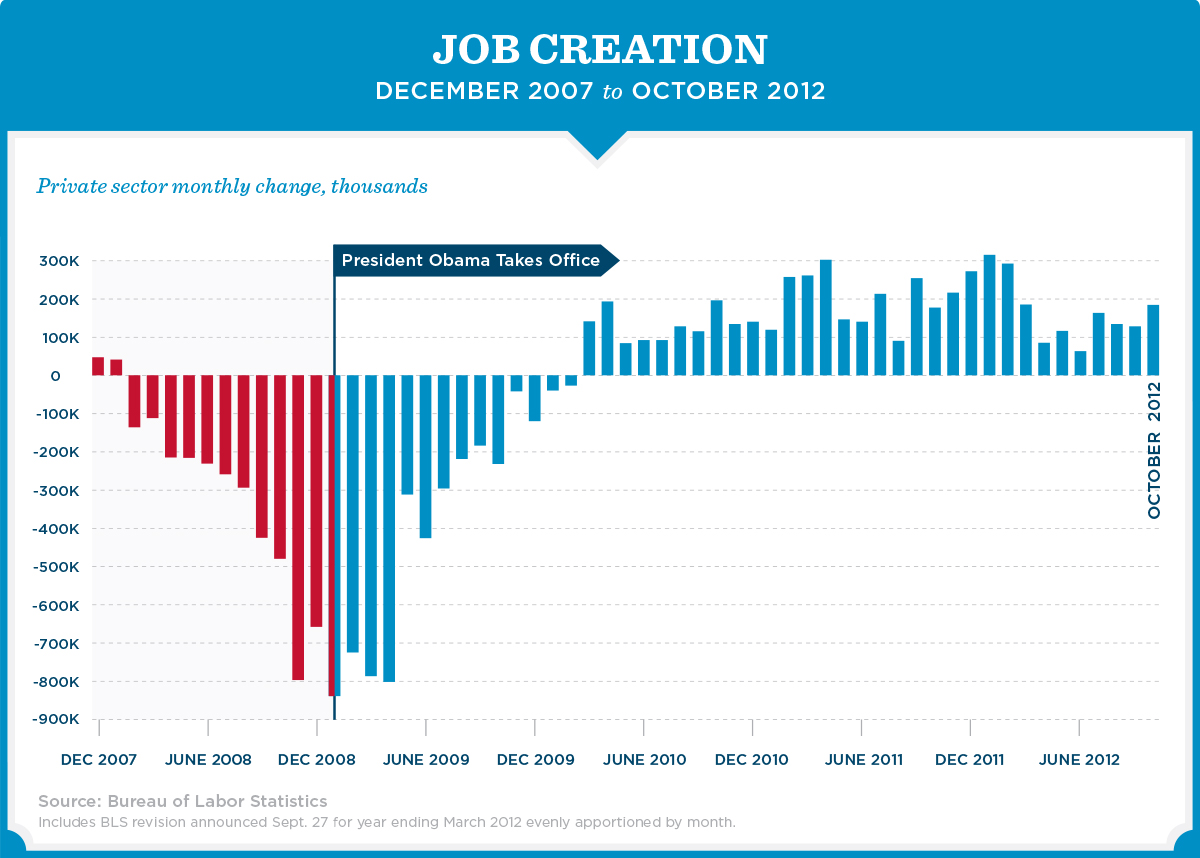 JOB CREATION
DECEMBER 2007 to OCTOBER 2012
Private sector monthly change, thousands
President Obama Takes Office
300K
200K
100K
0
-100K
-200K
-300K
-400K
-500K
-600K
-700K
-800K
-900K
OCTOBER 2012
DEC 2007 JUNE 2008 DEC 2008 JUNE 2009 DEC 2009 JUNE 2010 DEC 2010 JUNE 2011 DEC 2011 JUNE 2012
Source: Bureau of Labor Statistics
Includes BLS revision announced Sept. 27 for year ending March 2012 evenly apportioned by month.